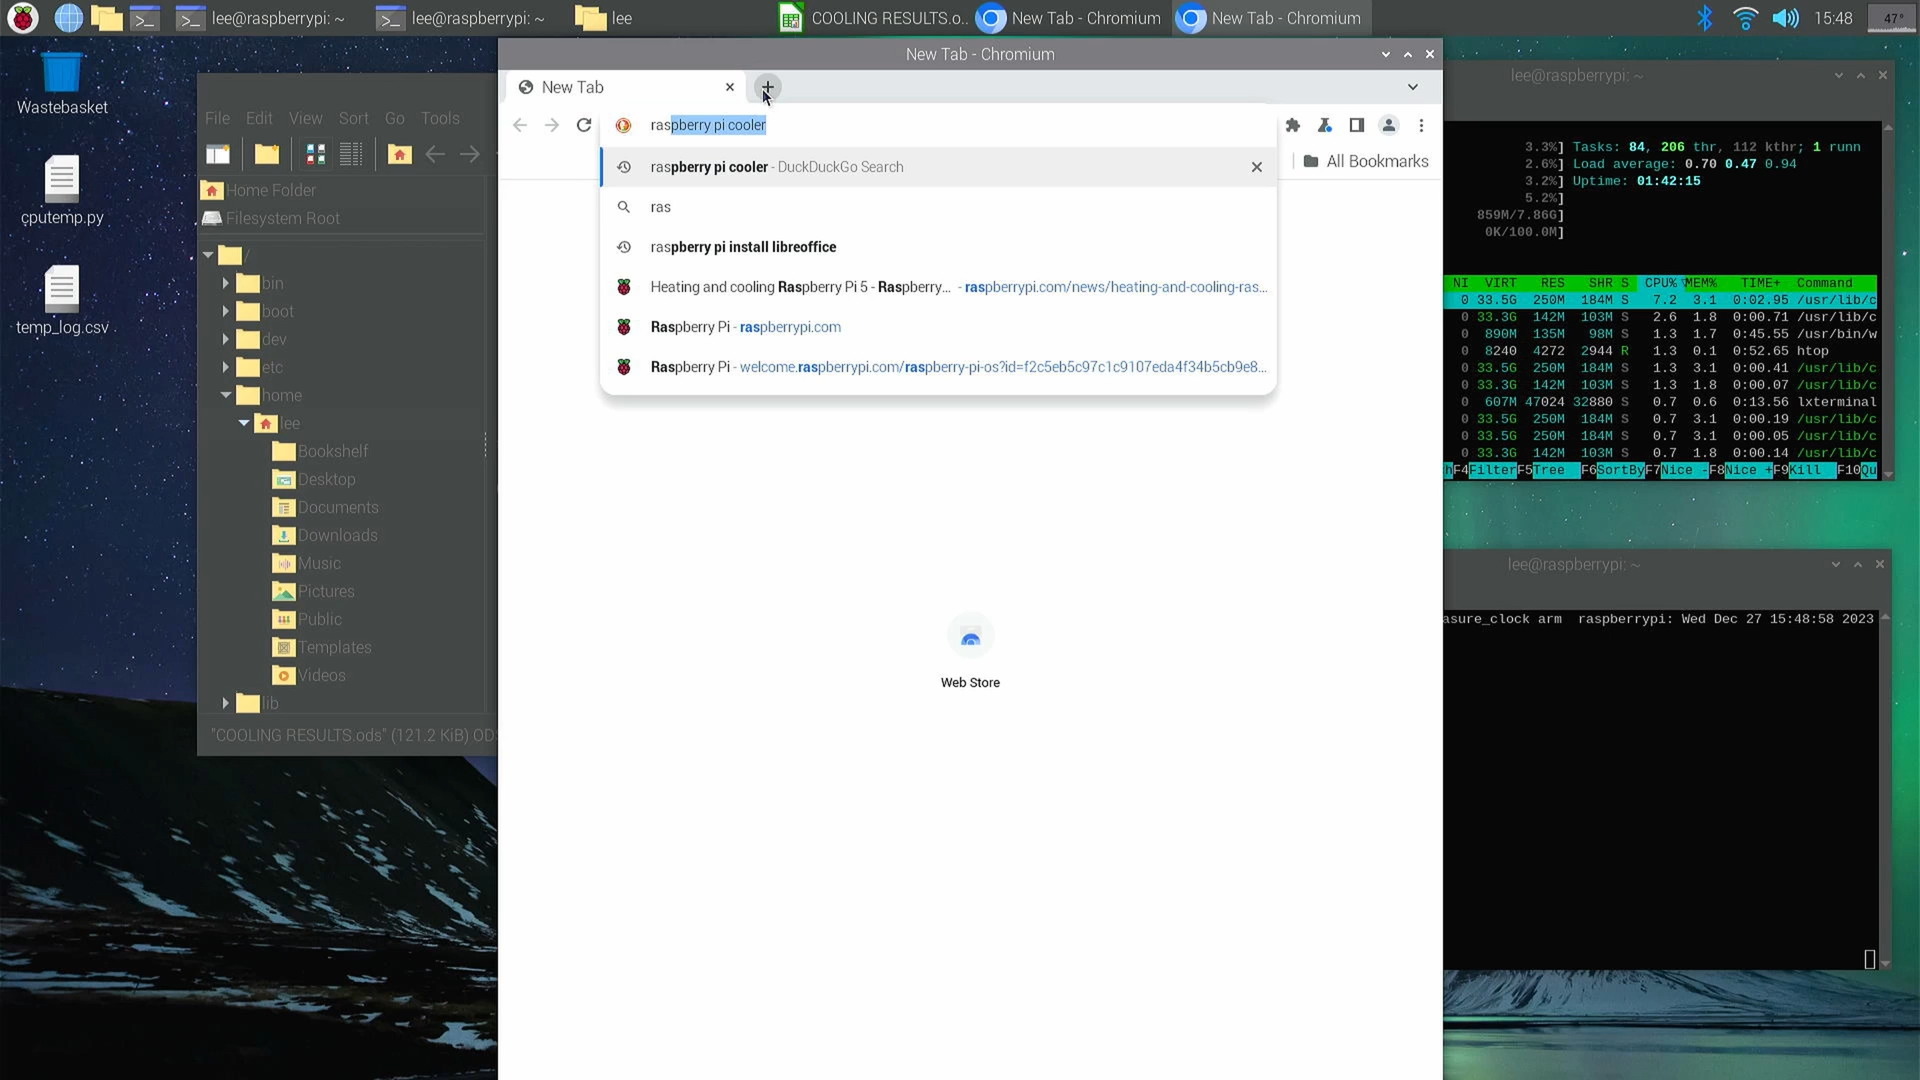 lee@raspberrypi: ~
lee@raspberrypi: ~
lee
COOLING RESULTS.o..
New Tab - Chromium
New Tab - Chromium
15:48
47°
Wastebasket
cputemp.py
temp_log.csv
File Edit View Sort Go Tools
Home Folder
Filesystem Root
/
bin
boot
dev
etc
home
lee
Bookshelf
Desktop
Documents
Downloads
Music
Pictures
Public
Templates
Videos
lib
"COOLING RESULTS.ods" (121.2 KiB) OD
New Tab - Chromium
New Tab
raspberry pi cooler
All Bookmarks
raspberry pi cooler - DuckDuckGo Search
ras
raspberry pi install libreoffice
Heating and cooling Raspberry Pi 5 - Raspberry... - raspberrypi.com/news/heating-and-cooling-ras...
Raspberry Pi - raspberrypi.com
Raspberry Pi - welcome.raspberrypi.com/raspberry-pi-os?id=f2c5eb5c97c1c9107eda4f34b5cb9e8...
Web Store
lee@raspberrypi: ~
3.3%] Tasks: 84, 206 thr, 112 kthr; 1 runn
2.6%] Load average: 0.70 0.47 0.94
3.2%] Uptime: 01:42:15
5.2%]
859M/7.86G]
0K/100.0M]
NI VIRT RES SHR S CPU% MEM% TIME+ Command
0 33.5G 250M 184M S 7.2 3.1 0:02.95 /usr/lib/c
0 33.3G 142M 103M S 2.6 1.8 0:00.71 /usr/lib/c
0 890M 135M 98M S 1.3 1.7 0:45.55 /usr/bin/w
0 8240 4272 2944 R 1.3 0.1 0:52.65 htop
0 33.5G 250M 184M S 1.3 3.1 0:00.41 /usr/lib/c
0 33.3G 142M 103M S 1.3 1.8 0:00.07 /usr/lib/c
0 607M 47024 32880 S 0.7 0.6 0:13.56 lxterminal
0 33.5G 250M 184M S 0.7 3.1 0:00.19 /usr/lib/c
0 33.5G 250M 184M S 0.7 3.1 0:00.05 /usr/lib/c
0 33.3G 142M 103M S 0.7 1.8 0:00.14 /usr/lib/c
hF4FilterF5Tree F6SortByF7Nice -F8Nice +F9Kill F10Qu
lee@raspberrypi: ~
asure_clock arm raspberrypi: Wed Dec 27 15:48:58 2023